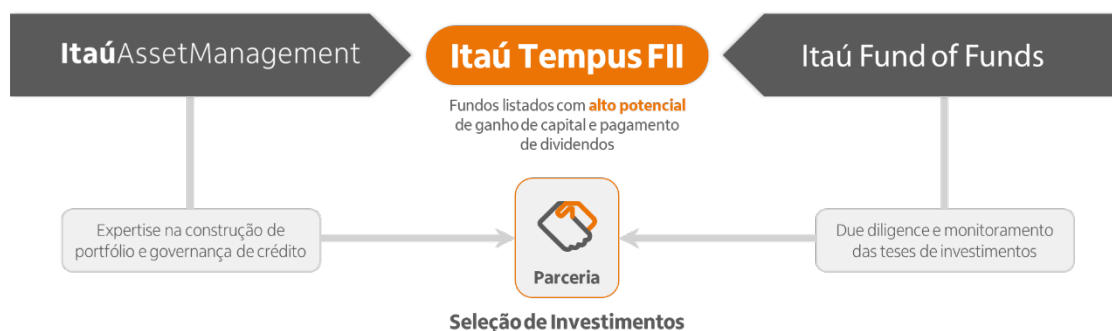 ItaúAssetManagement
Itaú Tempus FII
Itaú Fund of Funds
Fundos listados com alto potencial
de ganho de capital e pagamento
de dividendos
Expertise na construção de
portfólio e governança de crédito
Parceria
Due diligence e monitoramento
das teses de investimentos
Seleção de Investimentos